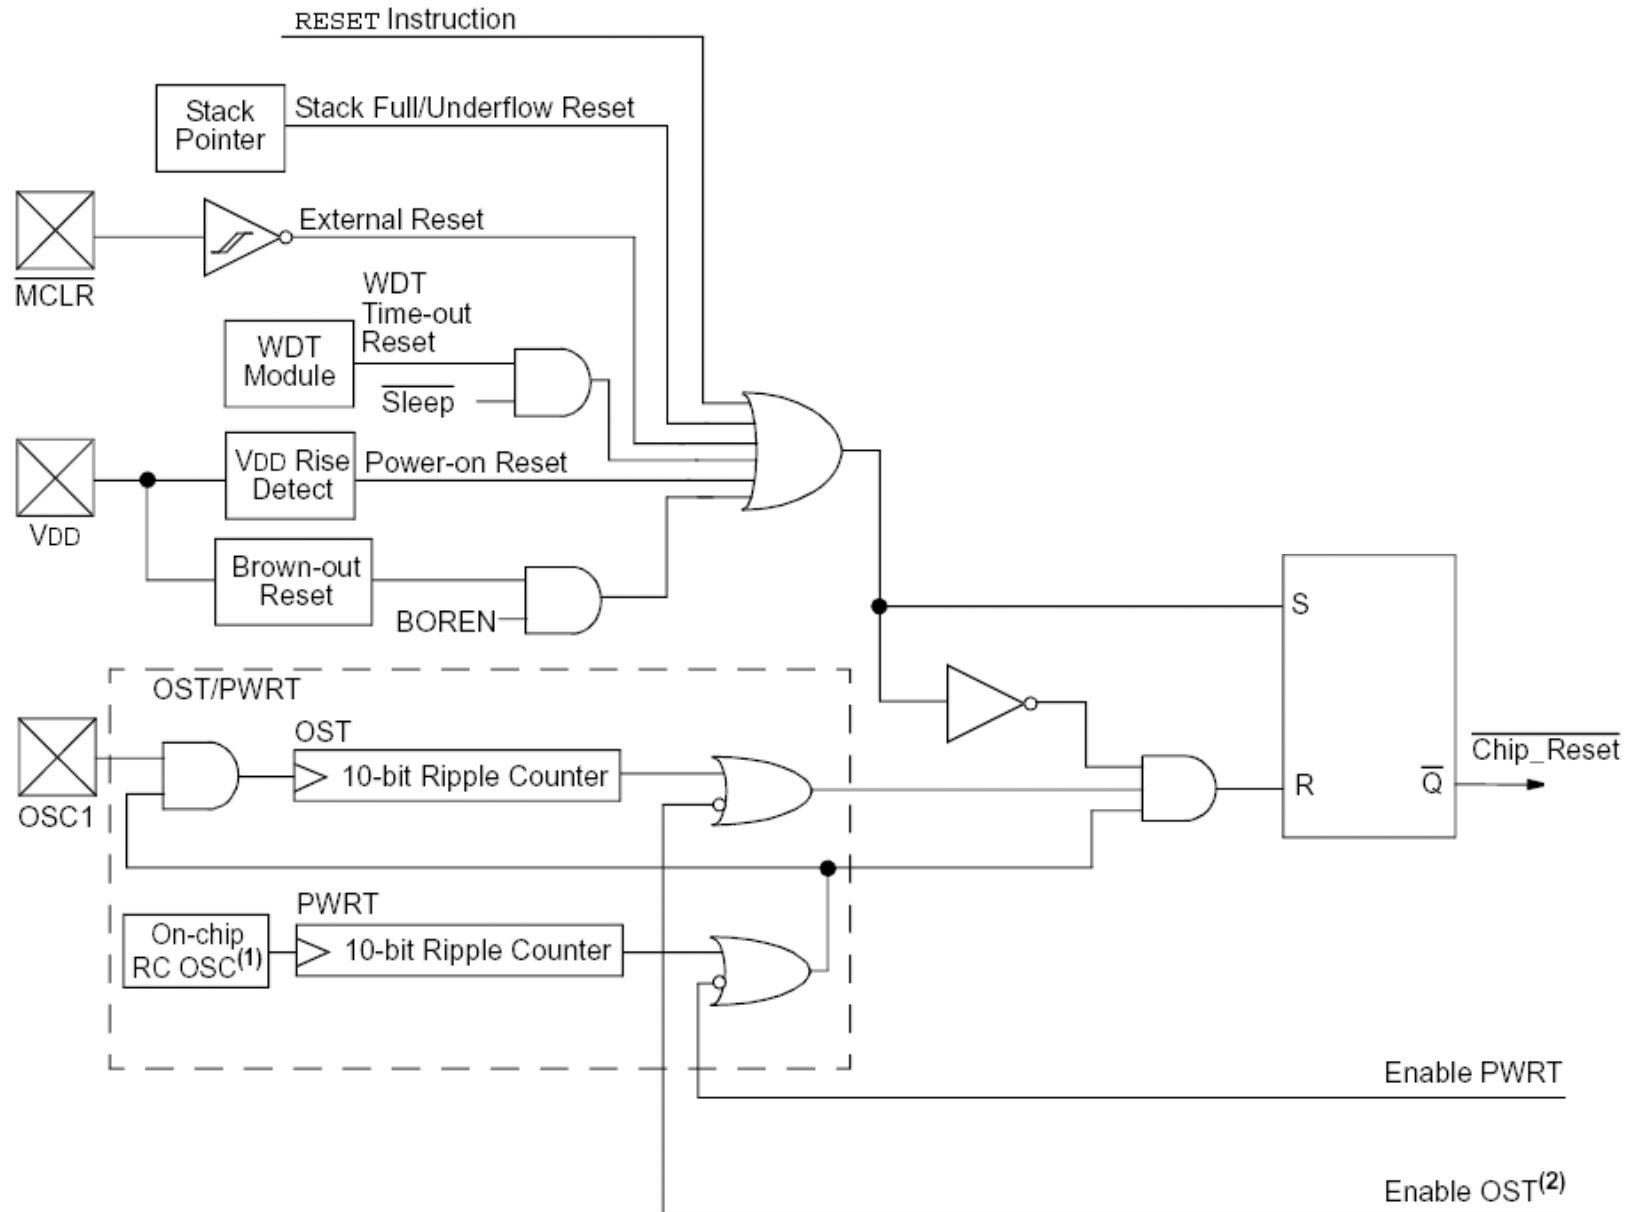 RESET Instruction
Stack
Pointer
Stack Full/Underflow Reset
MCLR
External Reset
WDT
Time-out
Reset
WDT
Module
Sleep
VDD
VDD Rise
Detect
Power-on Reset
Brown-out
Reset
BOREN
S
R
Q
Chip_Reset
OST/PWRT
OSC1
OST
10-bit Ripple Counter
PWRT
On-chip
RC OSC(1)
10-bit Ripple Counter
Enable PWRT
Enable OST(2)